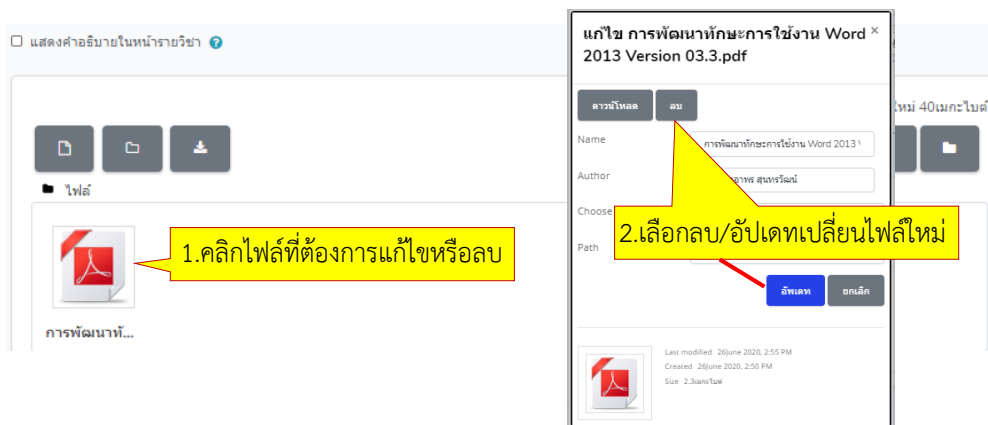 แสดงคำอธิบายในหน้ารายวิชา
ใหม่ 40เมกะไบต์
ไฟล์
1.คลิกไฟล์ที่ต้องการแก้ไขหรือลบ
การพัฒนาทั...
แก้ไข การพัฒนาทักษะการใช้งาน Word ×
2013 Version 03.3.pdf
ดาวน์โหลด ลบ
Name การพัฒนาทักษะการใช้งาน Word 2013
Author สุนทรวัฒน์
Choose
2.เลือกลบ/อัปเดทเปลี่ยนไฟล์ใหม่
Path
อัพเดท ยกเลิก
Last modified 26June 2020, 2:55 PM
Created 26June 2020, 2:50 PM
Size 2.3เมกะไบต์